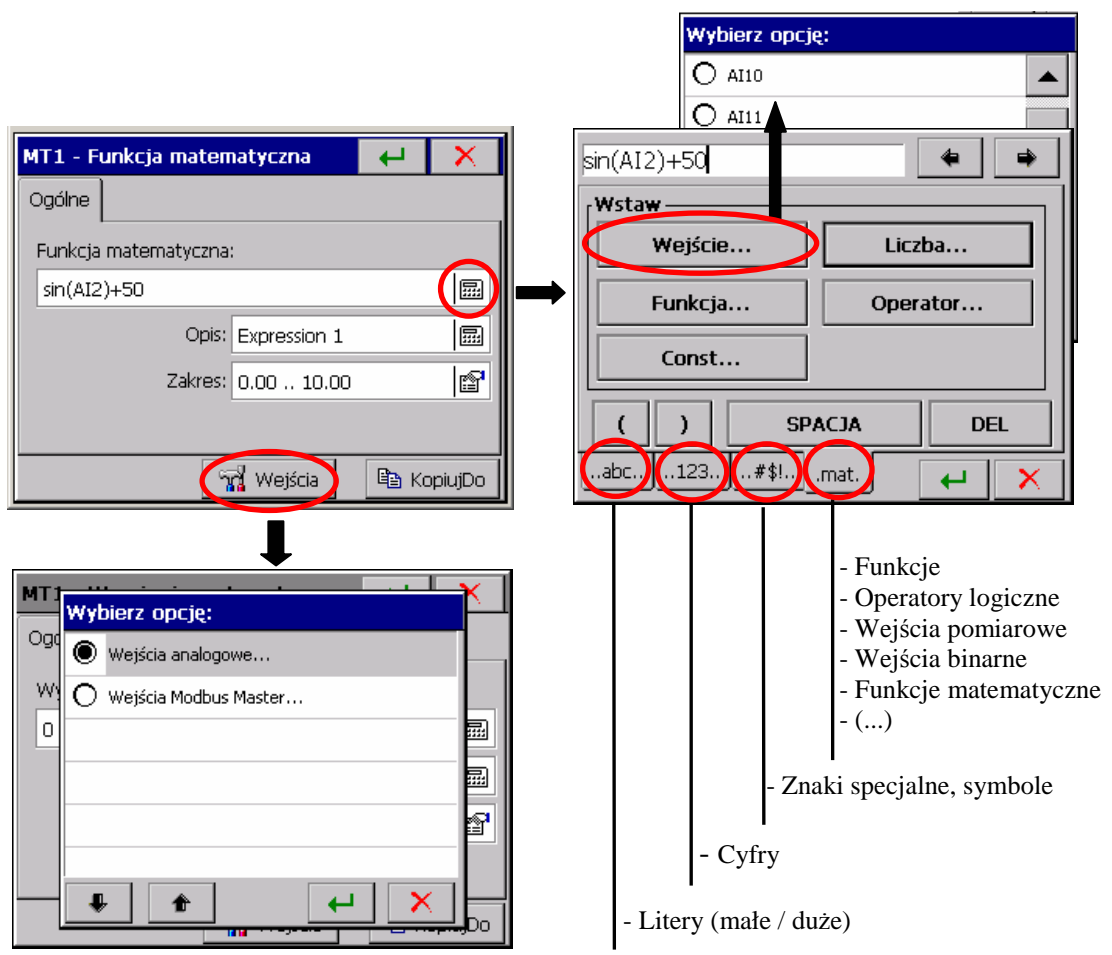 Wybierz opcję:
AI10
AI11
MT1 - Funkcja matematyczna
Ogólne
Funkcja matematyczna:
sin(AI2)+50
Opis: Expression 1
Zakres: 0.00 .. 10.00
Wejścia
KopiujDo
sin(AI2)+50
Wstaw
Wejście...
Liczba...
Funkcja...
Operator...
Const...
( ) SPACJA DEL
..abc.. ..123.. ..#$!.. .mat.
MT1
Wybierz opcję:
Wejścia analogowe...
Wejścia Modbus Master...
0
- Funkcje
- Operatory logiczne
- Wejścia pomiarowe
- Wejścia binarne
- Funkcje matematyczne
- (...)
- Znaki specjalne, symbole
- Cyfry
- Litery (małe / duże)